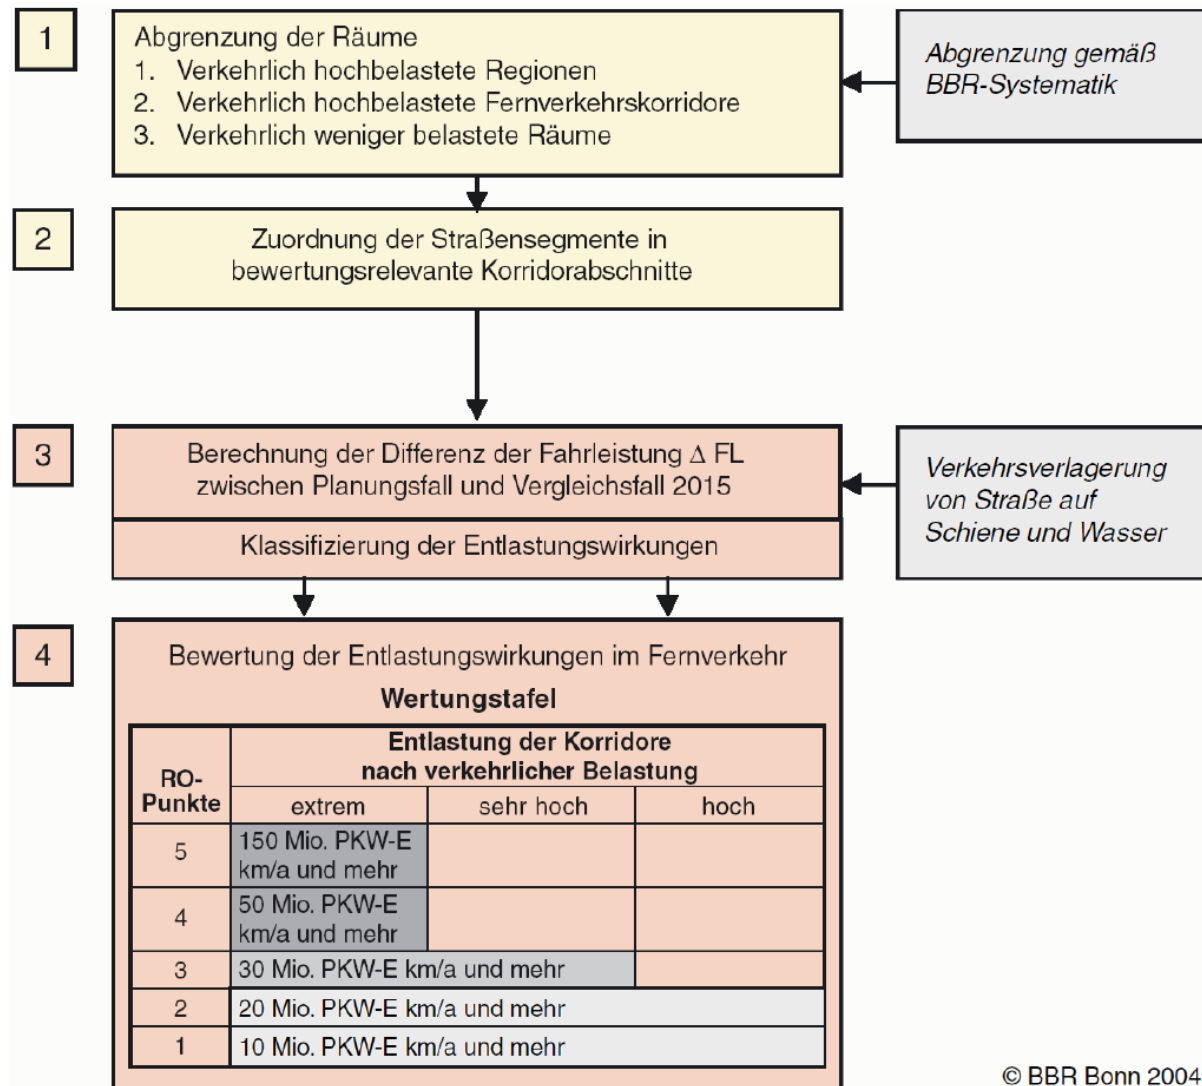 1
Abgrenzung der Räume
1. Verkehrlich hochbelastete Regionen
2. Verkehrlich hochbelastete Fernverkehrskorridore
3. Verkehrlich weniger belastete Räume
Abgrenzung gemäß
BBR-Systematik
2
Zuordnung der Straßensegmente in
bewertungsrelevante Korridorabschnitte
3
Berechnung der Differenz der Fahrleistung Δ FL
zwischen Planungsfall und Vergleichsfall 2015
Klassifizierung der Entlastungswirkungen
Verkehrsverlagerung
von Straße auf
Schiene und Wasser
4
Bewertung der Entlastungswirkungen im Fernverkehr
Wertungstafel
RO-
Punkte
Entlastung der Korridore
nach verkehrlicher Belastung
extrem sehr hoch hoch
5
150 Mio. PKW-E
km/a und mehr
4
50 Mio. PKW-E
km/a und mehr
3 30 Mio. PKW-E km/a und mehr
2 20 Mio. PKW-E km/a und mehr
1 10 Mio. PKW-E km/a und mehr
© BBR Bonn 2004